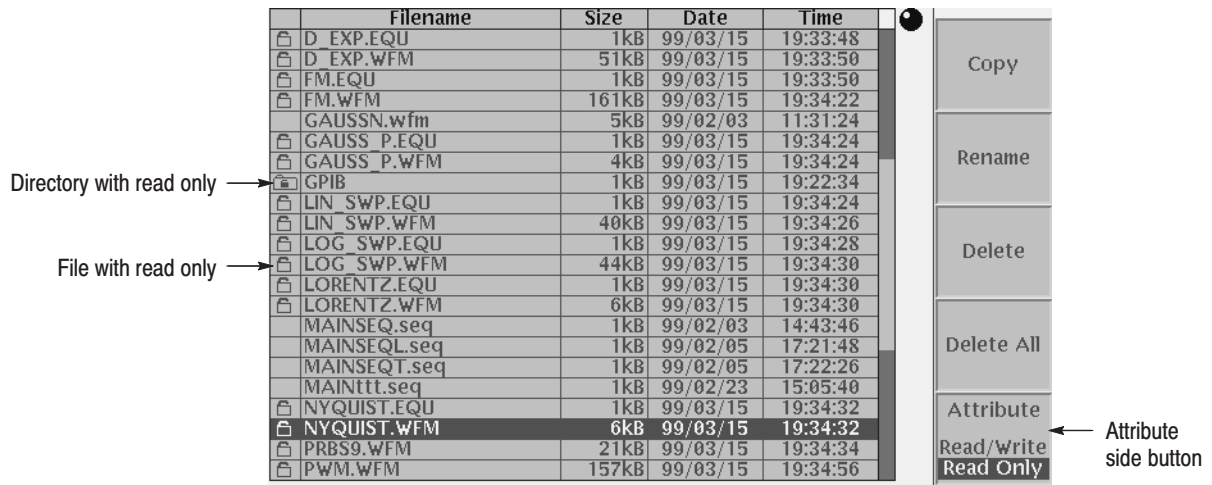 Filename Size Date Time
D_EXP.EQU 1kB 99/03/15 19:33:48
D_EXP.WFM 51kB 99/03/15 19:33:50
FM.EQU 1kB 99/03/15 19:33:50
FM.WFM 161kB 99/03/15 19:34:22
GAUSSN.wfm 5kB 99/02/03 11:31:24
GAUSS_P.EQU 1kB 99/03/15 19:34:24
GAUSS_P.WFM 4kB 99/03/15 19:34:24
Directory with read only
GPIB 1kB 99/03/15 19:22:34
LIN_SWP.EQU 1kB 99/03/15 19:34:24
LIN_SWP.WFM 40kB 99/03/15 19:34:26
LOG_SWP.EQU 1kB 99/03/15 19:34:28
File with read only
LOG_SWP.WFM 44kB 99/03/15 19:34:30
LORENTZ.EQU 1kB 99/03/15 19:34:30
LORENTZ.WFM 6kB 99/03/15 19:34:30
MAINSEQ.seq 1kB 99/02/03 14:43:46
MAINSEQL.seq 1kB 99/02/05 17:21:48
MAINSEQT.seq 1kB 99/02/05 17:22:26
MAINttt.seq 1kB 99/02/23 15:05:40
NYQUIST.EQU 1kB 99/03/15 19:34:32
NYQUIST.WFM 6kB 99/03/15 19:34:32
PRBS9.WFM 21kB 99/03/15 19:34:34
PWM.WFM 157kB 99/03/15 19:34:56
Copy
Rename
Delete
Delete All
Attribute
Read/Write
Read Only
Attribute
side button